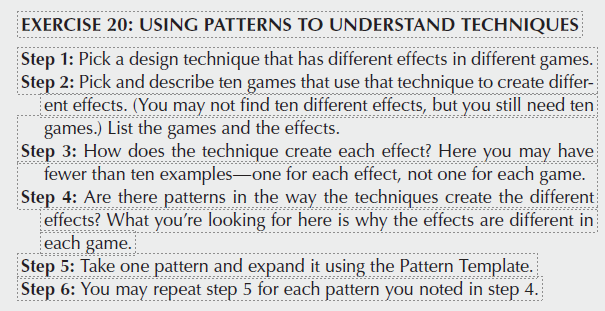 EXERCISE 20: USING PATTERNS TO UNDERSTAND TECHNIQUES
Step 1: Pick a design technique that has different effects in different games.
Step 2: Pick and describe ten games that use that technique to create differ-
ent effects. (You may not find ten different effects, but you still need ten
games.) List the games and the effects.
Step 3: How does the technique create each effect? Here you may have
fewer than ten examples—one for each effect, not one for each game.
Step 4: Are there patterns in the way the techniques create the different
effects? What you’re looking for here is why the effects are different in
each game.
Step 5: Take one pattern and expand it using the Pattern Template.
Step 6: You may repeat step 5 for each pattern you noted in step 4.